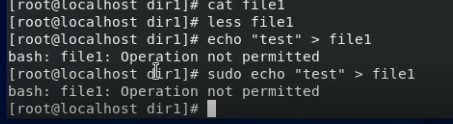 [root@localhost dir1]# cat file1
[root@localhost dir1]# less file1
[root@localhost dir1]# echo "test" > file1
bash: file1: Operation not permitted
[root@localhost dir1]# sudo echo "test" > file1
bash: file1: Operation not permitted
[root@localhost dir1]#